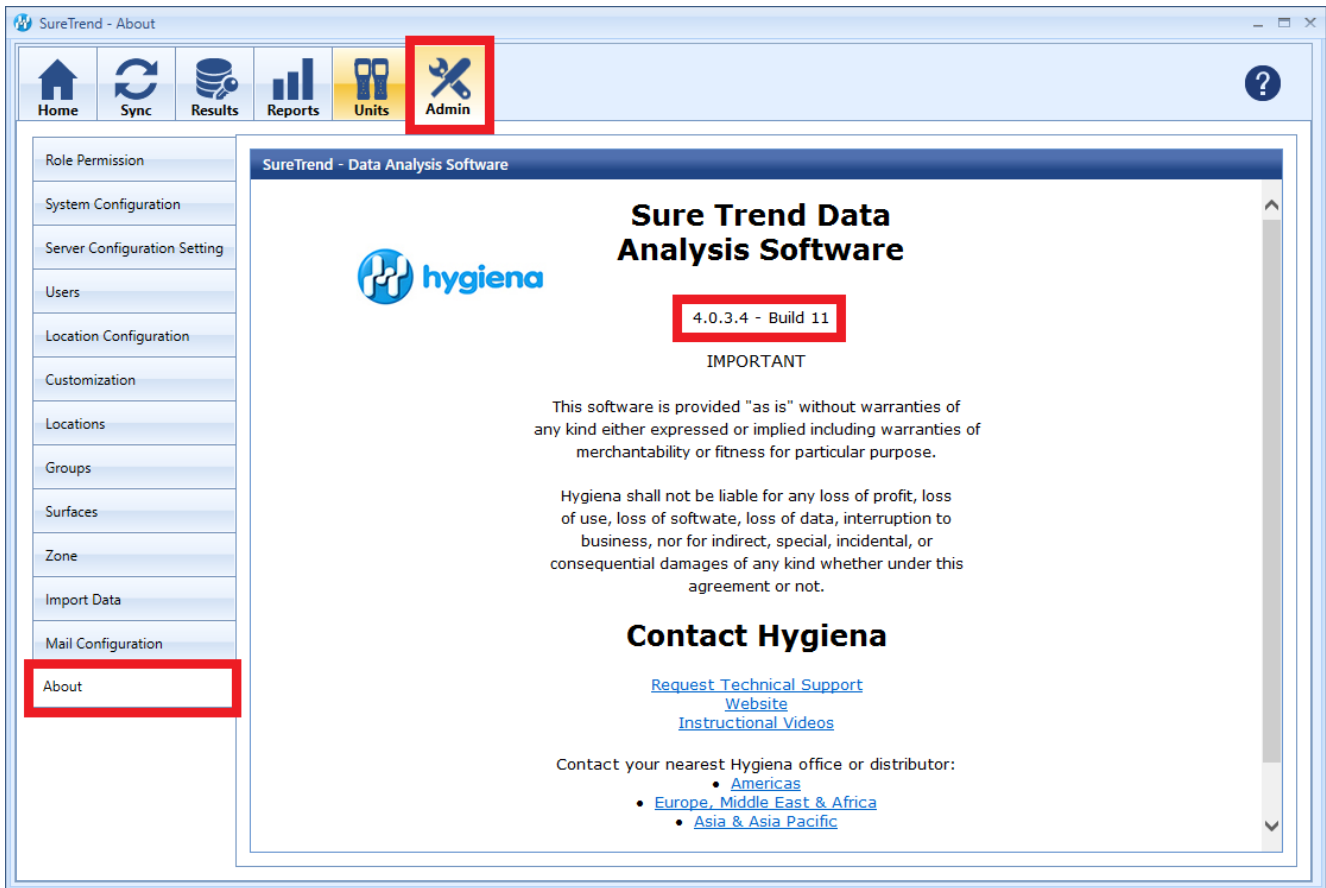 SureTrend - About
Home Sync Results Reports Units Admin
?
Role Permission
System Configuration
Server Configuration Setting
Users
Location Configuration
Customization
Locations
Groups
Surfaces
Zone
Import Data
Mail Configuration
About
SureTrend - Data Analysis Software
hygiena
Sure Trend Data
Analysis Software
4.0.3.4 - Build 11
IMPORTANT
This software is provided "as is" without warranties of
any kind either expressed or implied including warranties of
merchantability or fitness for particular purpose.
Hygiena shall not be liable for any loss of profit, loss
of use, loss of softwate, loss of data, interruption to
business, nor for indirect, special, incidental, or
consequential damages of any kind whether under this
agreement or not.
Contact Hygiena
Request Technical Support
Website
Instructional Videos
Contact your nearest Hygiena office or distributor:
• Americas
• Europe, Middle East & Africa
• Asia & Asia Pacific